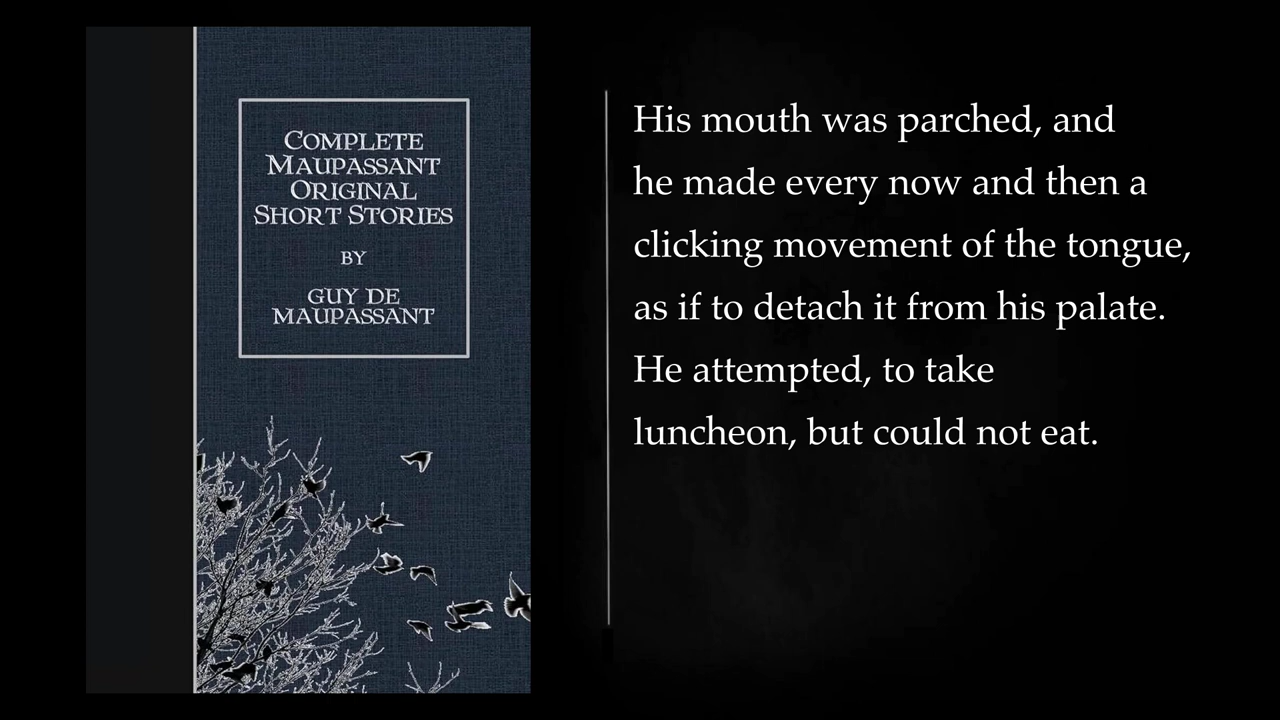 COMPLETE
MAUPASSANT
ORIGINAL
SHORT STORIES
BY
GUY DE
MAUPASSANT
His mouth was parched, and
he made every now and then a
clicking movement of the tongue,
as if to detach it from his palate.
He attempted, to take
luncheon, but could not eat.